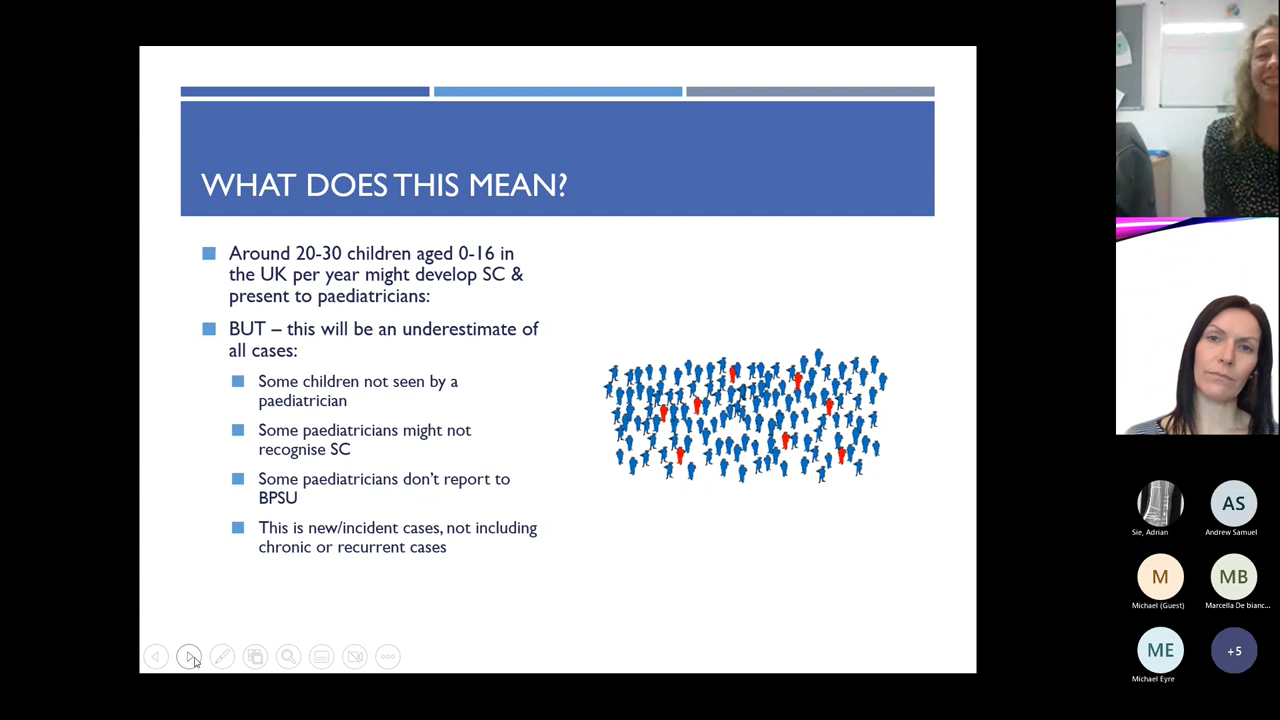 WHAT DOES THIS MEAN?
Around 20-30 children aged 0-16 in
the UK per year might develop SC &
present to paediatricians:
BUT – this will be an underestimate of
all cases:
Some children not seen by a
paediatrician
Some paediatricians might not
recognise SC
Some paediatricians don't report to
BPSU
This is new/incident cases, not including
chronic or recurrent cases
AS
Sie, Adrian
Andrew Samuel
M
MB
Michael (Guest)
Marcella De bianc...
ME
+5
Michael Eyre